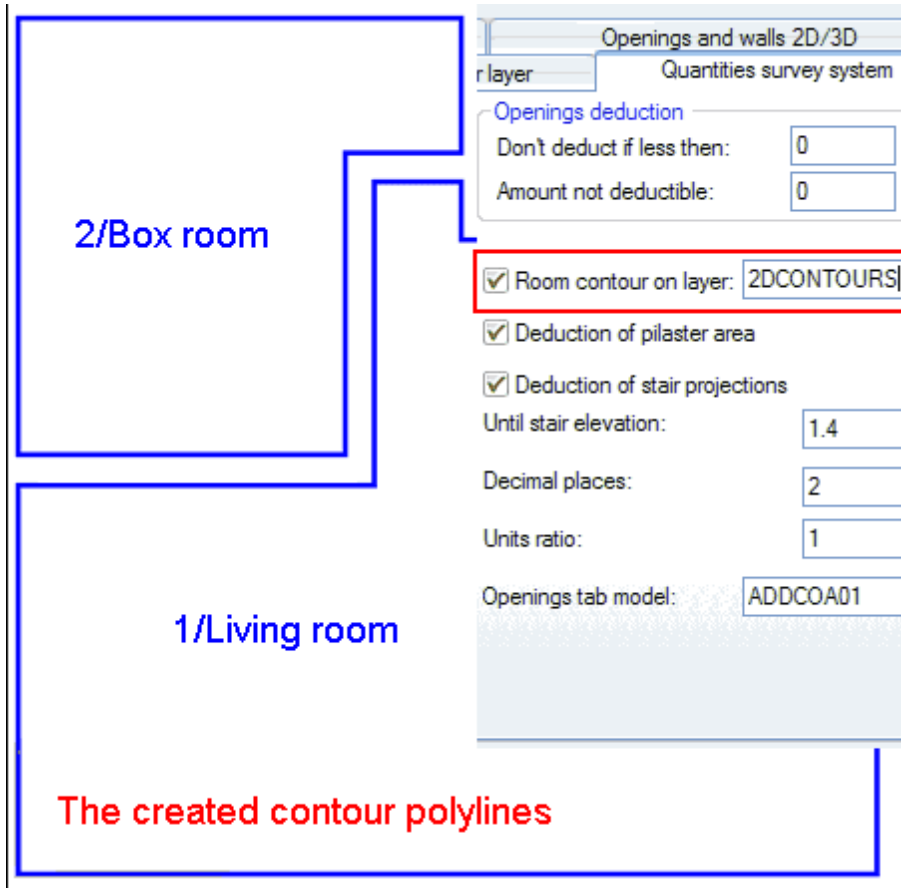 Openings and walls 2D/3D
r layer
Quantities survey system
Openings deduction
Don't deduct if less then: 0
Amount not deductible: 0
2/Box room
Room contour on layer: 2DCONTOURS
Deduction of pilaster area
Deduction of stair projections
Until stair elevation: 1.4
Decimal places: 2
Units ratio: 1
Openings tab model: ADDCOA01
1/Living room
The created contour polylines